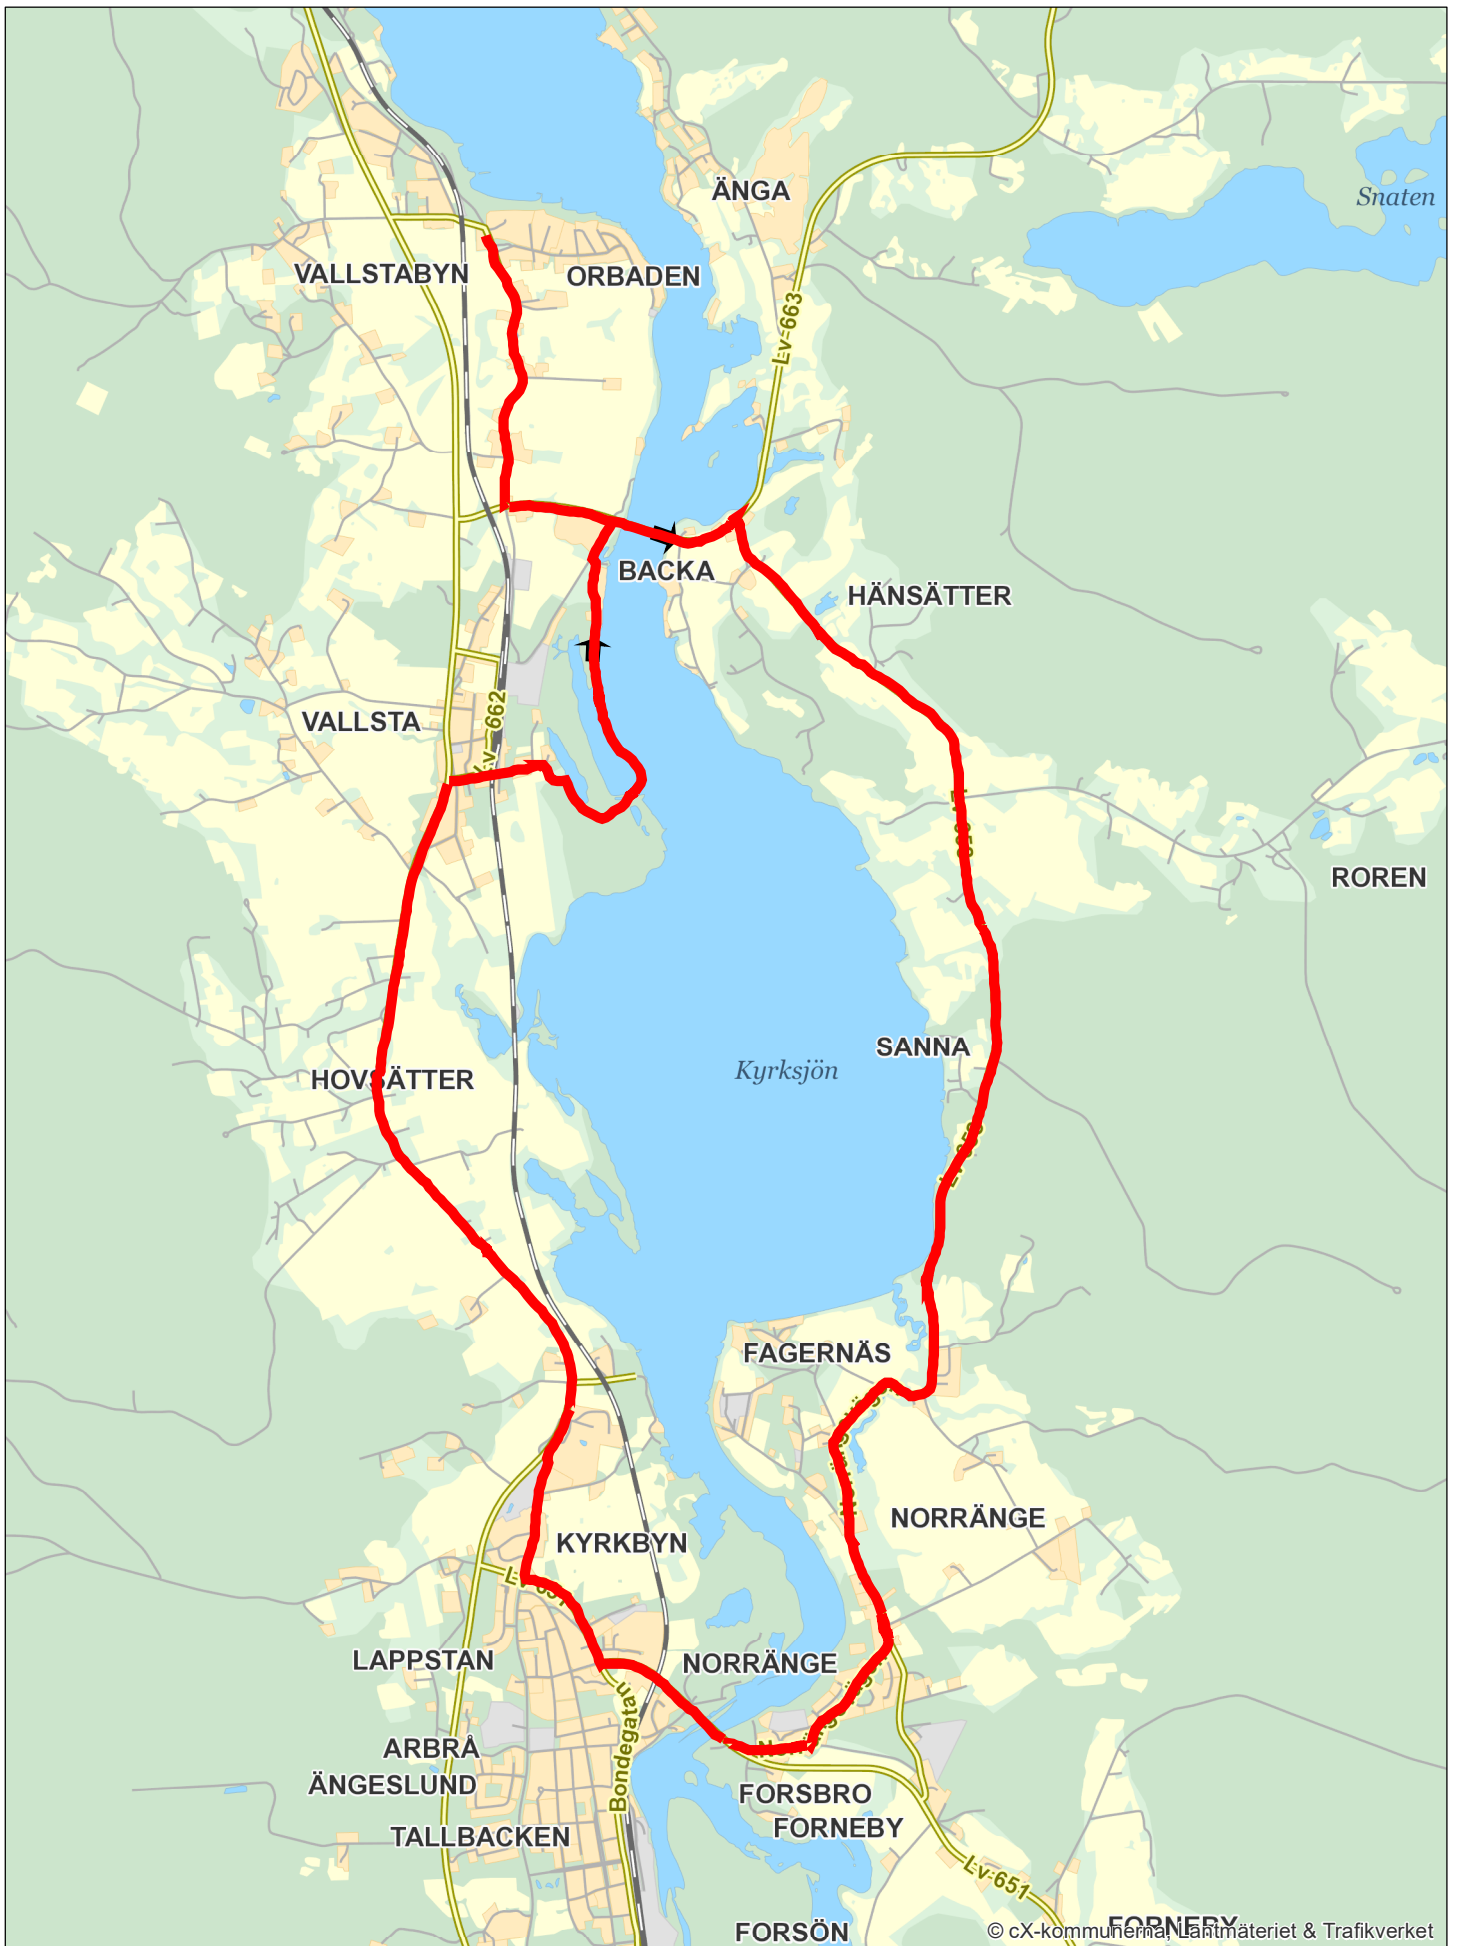 ÄNGA
Snaten
VALLSTABYN
ORBADEN
Lv 663
BACKA
HÄNSÄTTER
VALLSTA
Lv 662
ROREN
SANNA
Kyrksjön
HOVSÄTTER
FAGERNÄS
NORRÄNGE
KYRKBYN
LAPPSTAN
NORRÄNGE
Bondegatan
ARBRÅ
ÄNGESLUND
FORSBRO
FORNEBY
TALLBACKEN
Lv 651
FORSÖN
FORNEBY
© cX-kommunerna, Lantmäteriet & Trafikverket